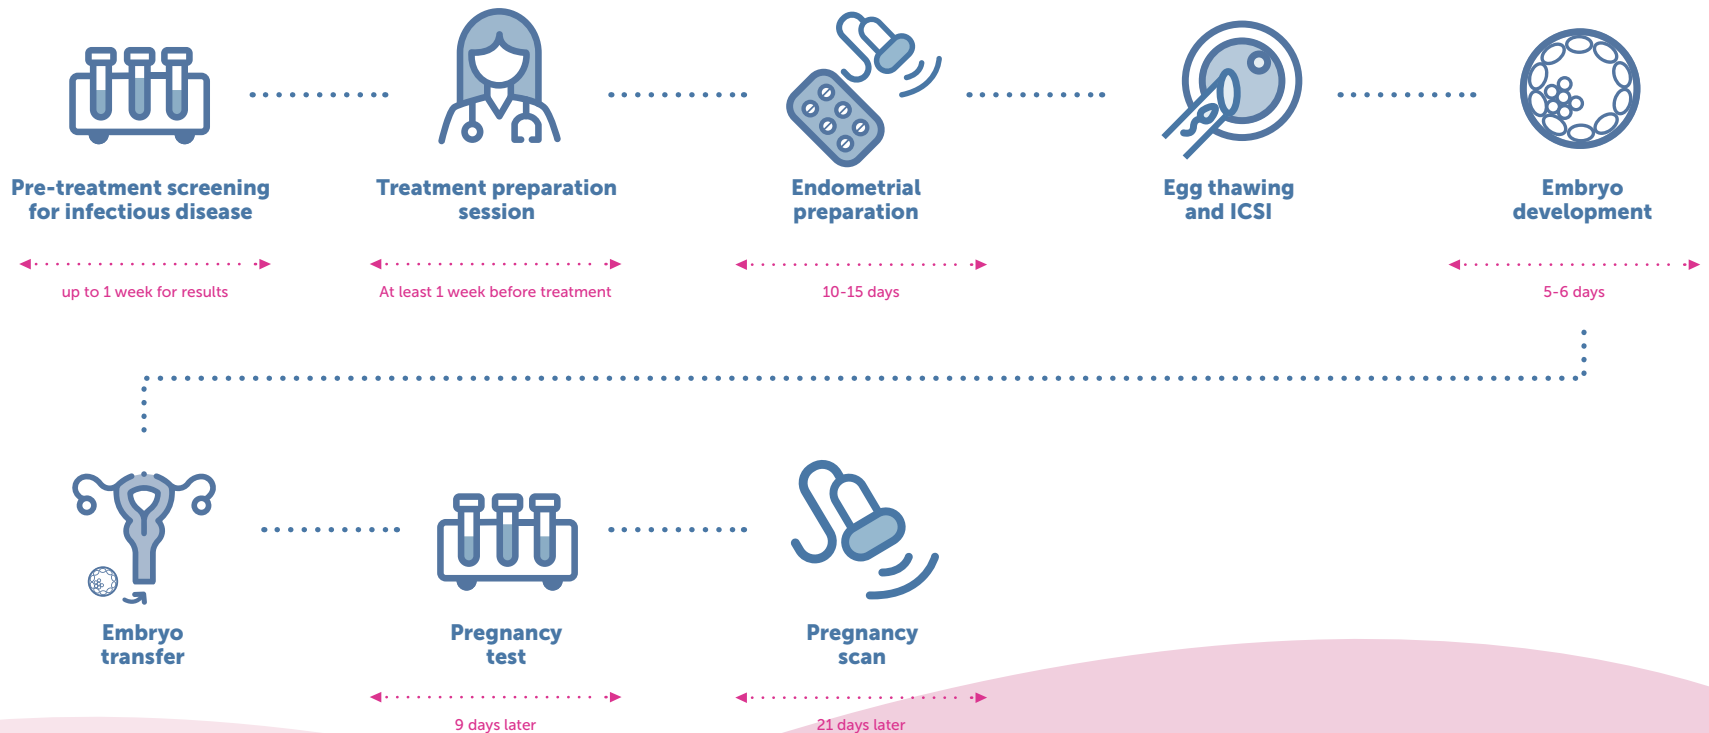 Pre-treatment screening
for infectious disease
up to 1 week for results
Treatment preparation
session
At least 1 week before treatment
Endometrial
preparation
10-15 days
Egg thawing
and ICSI
Embryo
development
5-6 days
Embryo
transfer
Pregnancy
test
9 days later
Pregnancy
scan
21 days later